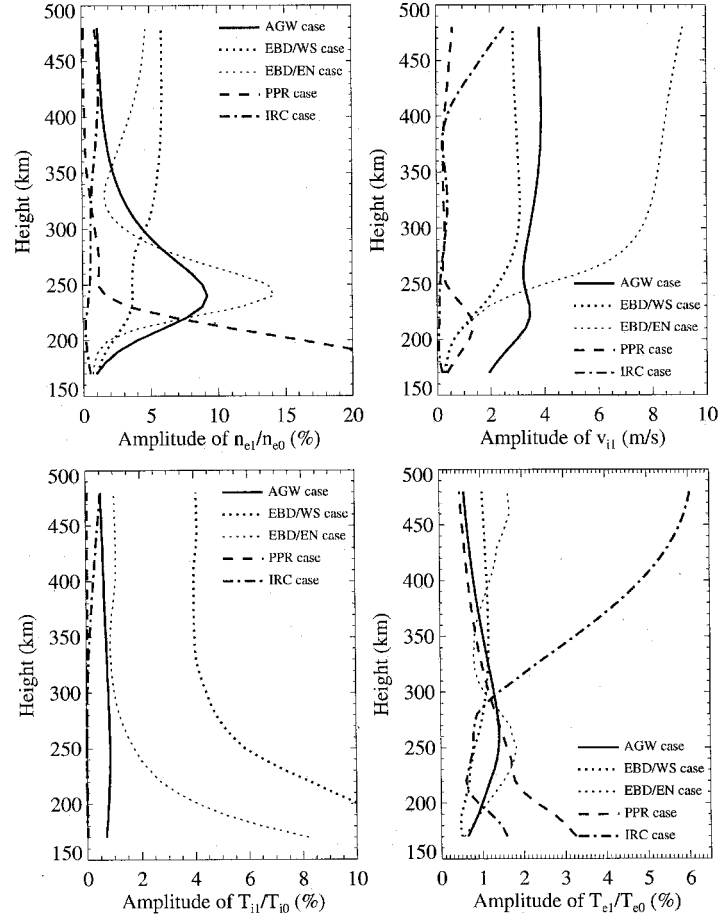 500
450
400
350
300
250
200
150
Height (km)
AGW case
EBD/WS case
EBD/EN case
PPR case
IRC case
0 5 10 15 20
Amplitude of n_e1/n_e0 (%)
500
450
400
350
300
250
200
150
Height (km)
AGW case
EBD/WS case
EBD/EN case
PPR case
IRC case
0 2 4 6 8 10
Amplitude of v_i1 (m/s)
500
450
400
350
300
250
200
150
Height (km)
AGW case
EBD/WS case
EBD/EN case
PPR case
IRC case
0 2 4 6 8 10
Amplitude of T_i1/T_i0 (%)
500
450
400
350
300
250
200
150
Height (km)
AGW case
EBD/WS case
EBD/EN case
PPR case
IRC case
0 1 2 3 4 5 6
Amplitude of T_e1/T_e0 (%)